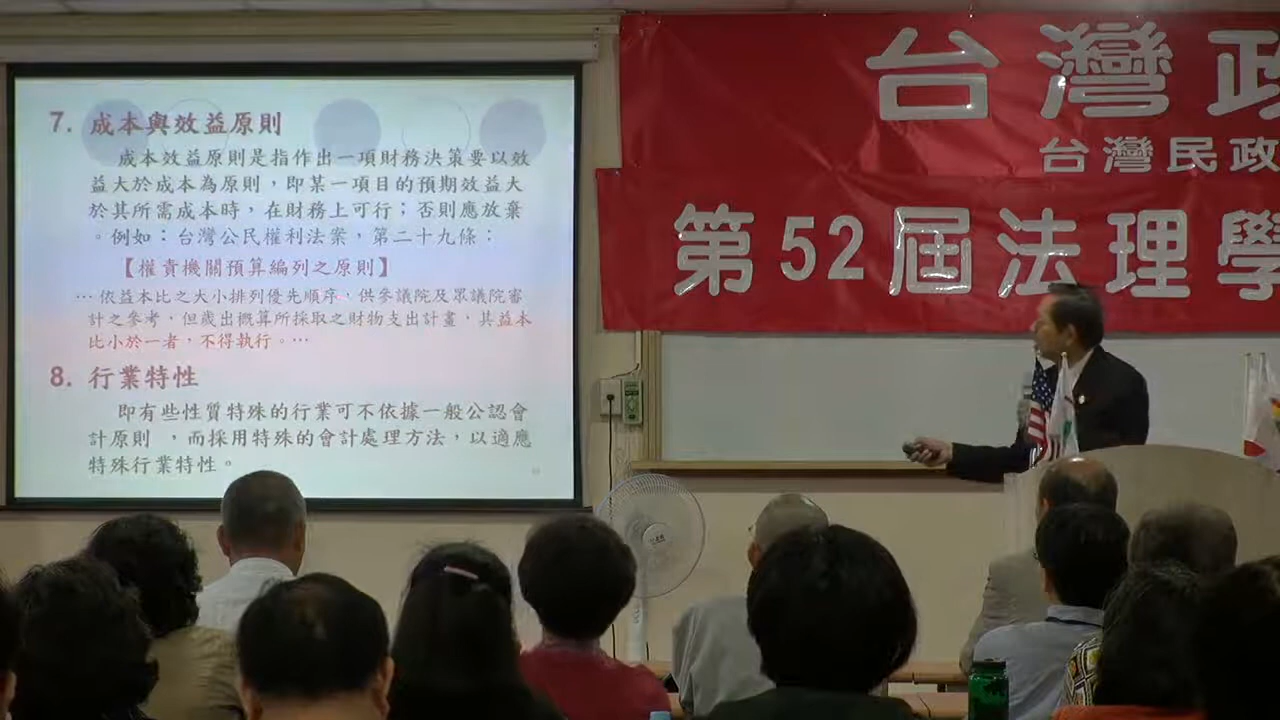 7. 成本與效益原則
成本效益原則是指作出一項財務決策要以效
益大於成本為原則，即某一項目的預期效益大
於其所需成本時，在財務上可行；否則應放棄
。例如：台灣公民權利法案，第二十九條：
【權責機關預算編列之原則】
…依益本比之大小排列優先順序，供參議院及眾議院審
計之參考，但歲出概算所採取之財物支出計畫，其益本
比小於一者，不得執行。…
8. 行業特性
即有些性質特殊的行業可不依據一般公認會
計原則 ，而採用特殊的會計處理方法，以適應
特殊行業特性。
台灣政
台灣民政
第52屆法理學